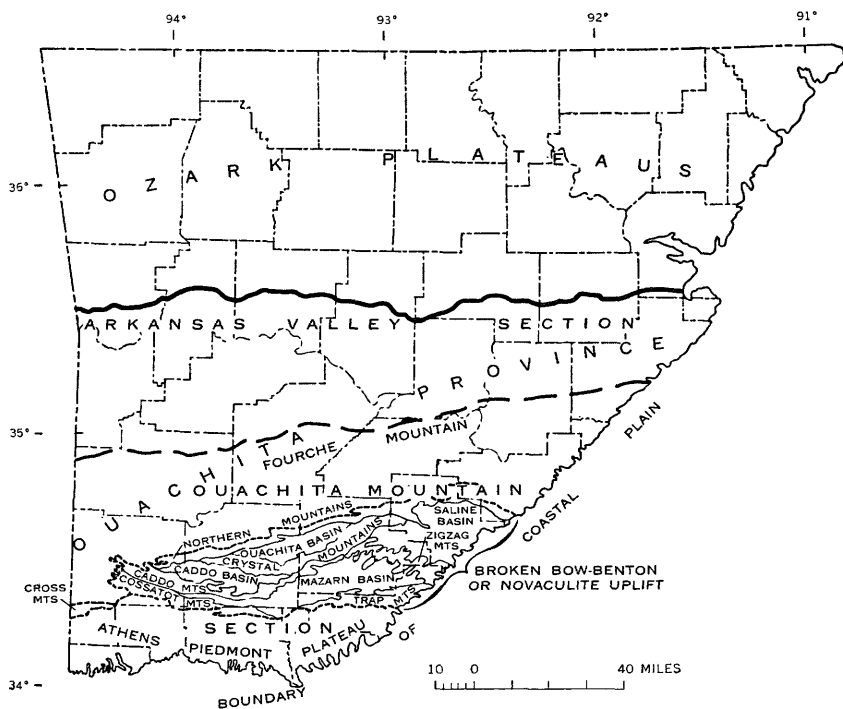 94° 93° 92° 91°
36°
OZARK PLATEAUS
ARKANSAS VALLEY SECTION
OUACHITA PROVINCE
35°
FOURCHE MOUNTAIN
OUACHITA MOUNTAIN
SALINE
BASIN
NORTHERN MOUNTAINS
OUACHITA BASIN
ZIGZAG
MTS
CRYSTAL MOUNTAINS
CADDO BASIN
MAZARN BASIN
CADDO MTS
COSSATOT MTS
TRAP MTS
CROSS
MTS
BROKEN BOW-BENTON
OR NOVACULITE UPLIFT
SECTION
ATHENS PIEDMONT PLATEAU
34°
BOUNDARY OF COASTAL PLAIN
10 0 40 MILES